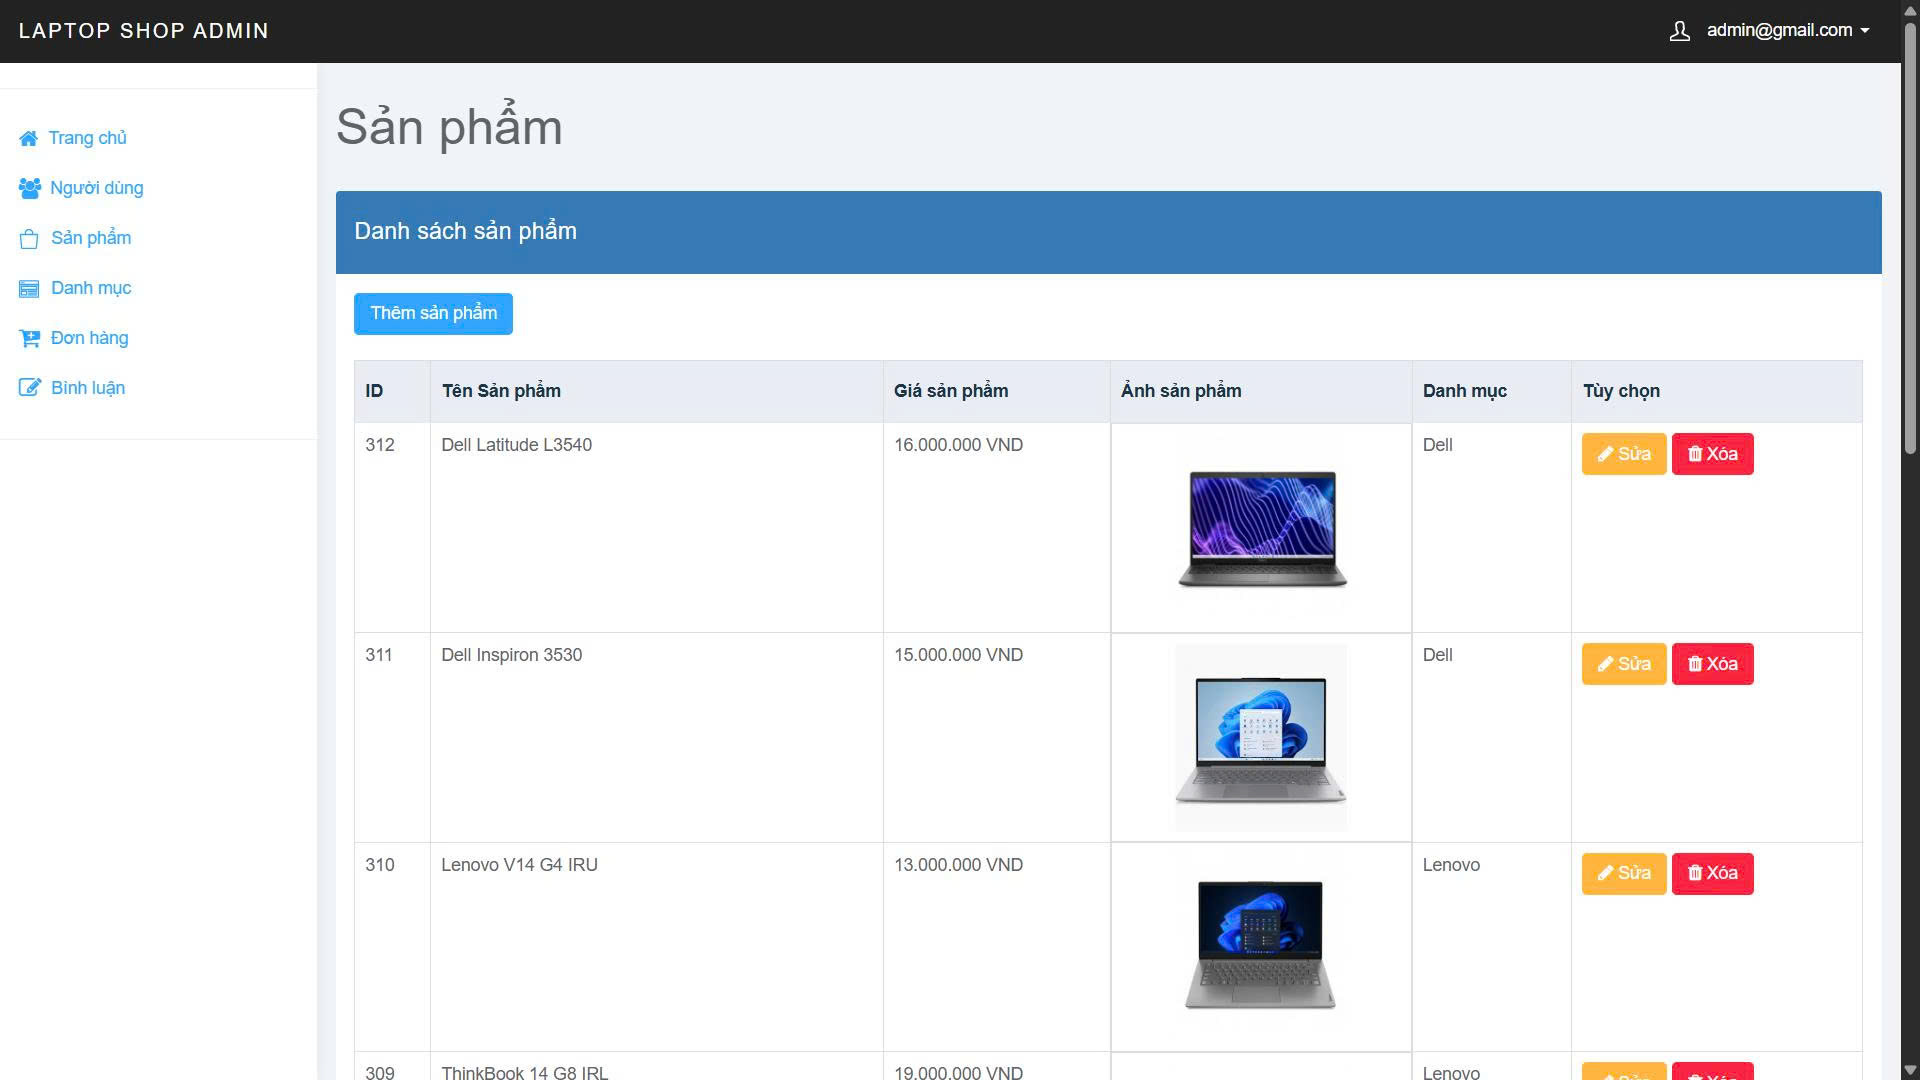 LAPTOP SHOP ADMIN
admin@gmail.com
Trang chủ
Người dùng
Sản phẩm
Danh mục
Đơn hàng
Bình luận
Sản phẩm
Danh sách sản phẩm
Thêm sản phẩm
ID Tên Sản phẩm Giá sản phẩm Ảnh sản phẩm Danh mục Tùy chọn
312 Dell Latitude L3540 16.000.000 VND Dell Sửa Xóa
311 Dell Inspiron 3530 15.000.000 VND Dell Sửa Xóa
310 Lenovo V14 G4 IRU 13.000.000 VND Lenovo Sửa Xóa
309 ThinkBook 14 G8 IRL 19.000.000 VND Lenovo Sửa Xóa